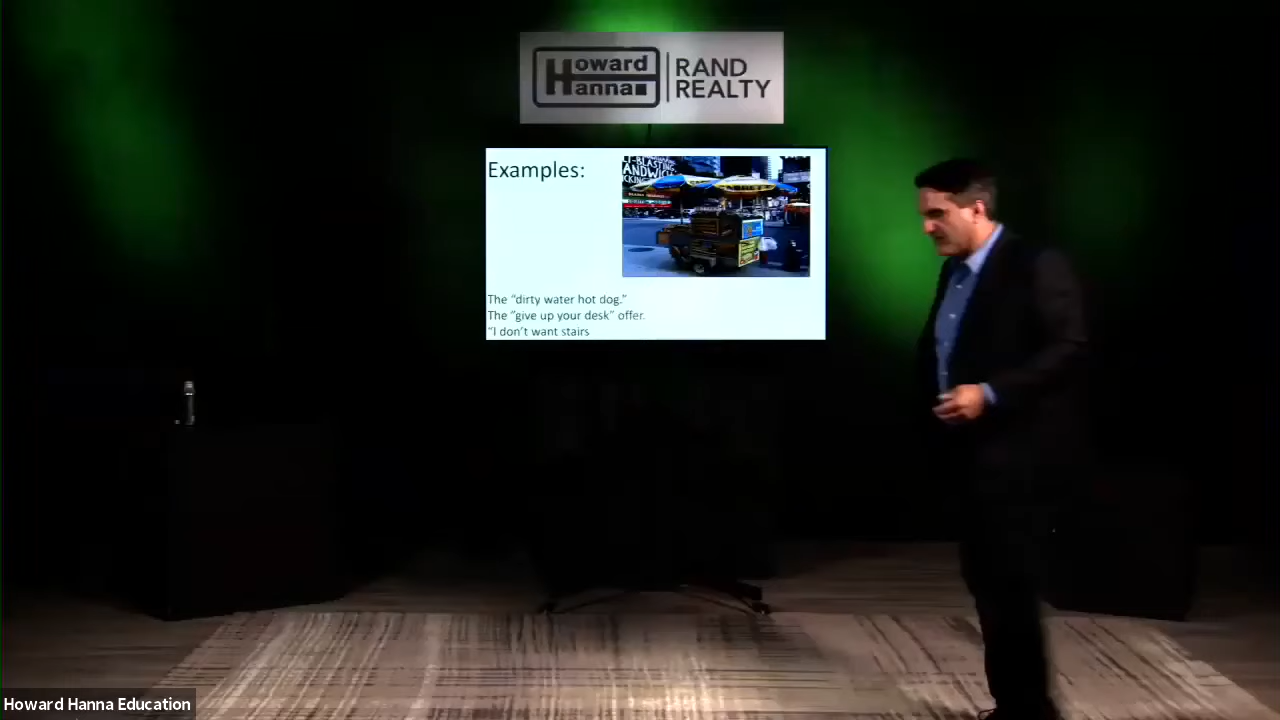 Howard
Hanna
RAND
REALTY
Examples:
The "dirty water hot dog."
The "give up your desk" offer.
"I don't want stairs
Howard Hanna Education